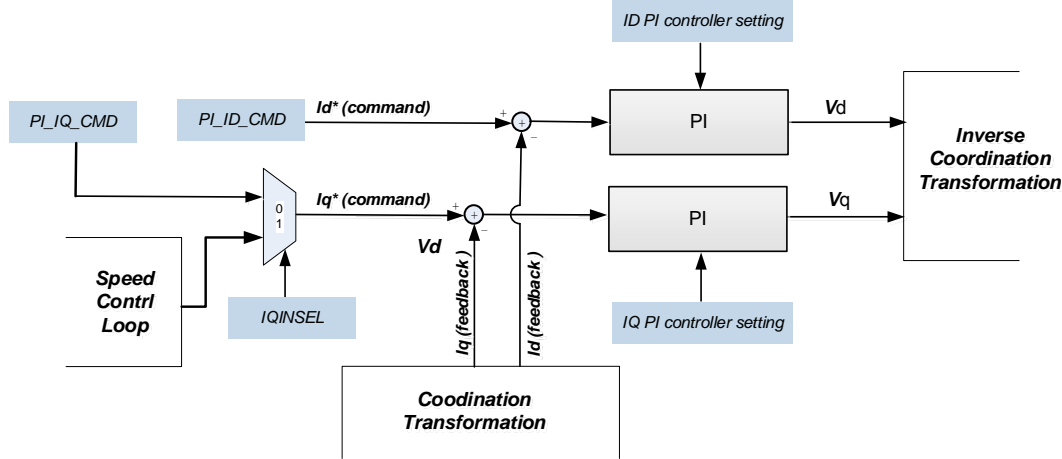 ID PI controller setting
PI_IQ_CMD
PI_ID_CMD
Id* (command)
+
+
−
PI
Vd
Inverse
Coordination
Transformation
0
1
Iq* (command)
+
+
−
PI
Vq
Vd
Speed
Contrl
Loop
IQINSEL
Iq (feedback )
Id (feedback)
IQ PI controller setting
Coodination
Transformation